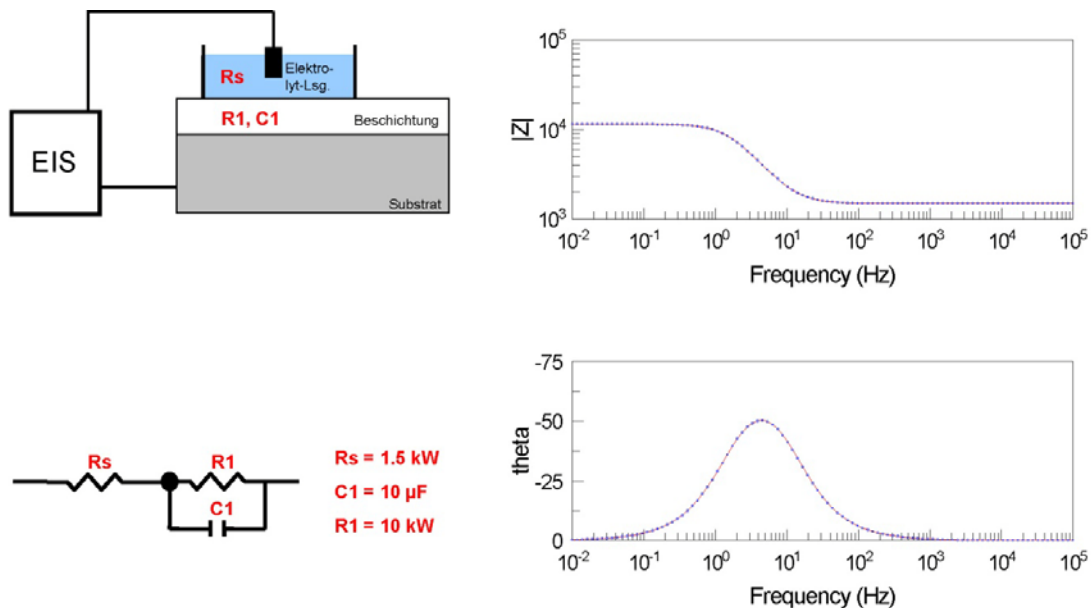 EIS
Rs
Elektro-
lyt-Lsg.
R1, C1
Beschichtung
Substrat
|Z|
10^5
10^4
10^3
10^-2 10^-1 10^0 10^1 10^2 10^3 10^4 10^5
Frequency (Hz)
Rs
R1
C1
Rs = 1.5 kW
C1 = 10 µF
R1 = 10 kW
theta
-75
-50
-25
0
10^-2 10^-1 10^0 10^1 10^2 10^3 10^4 10^5
Frequency (Hz)